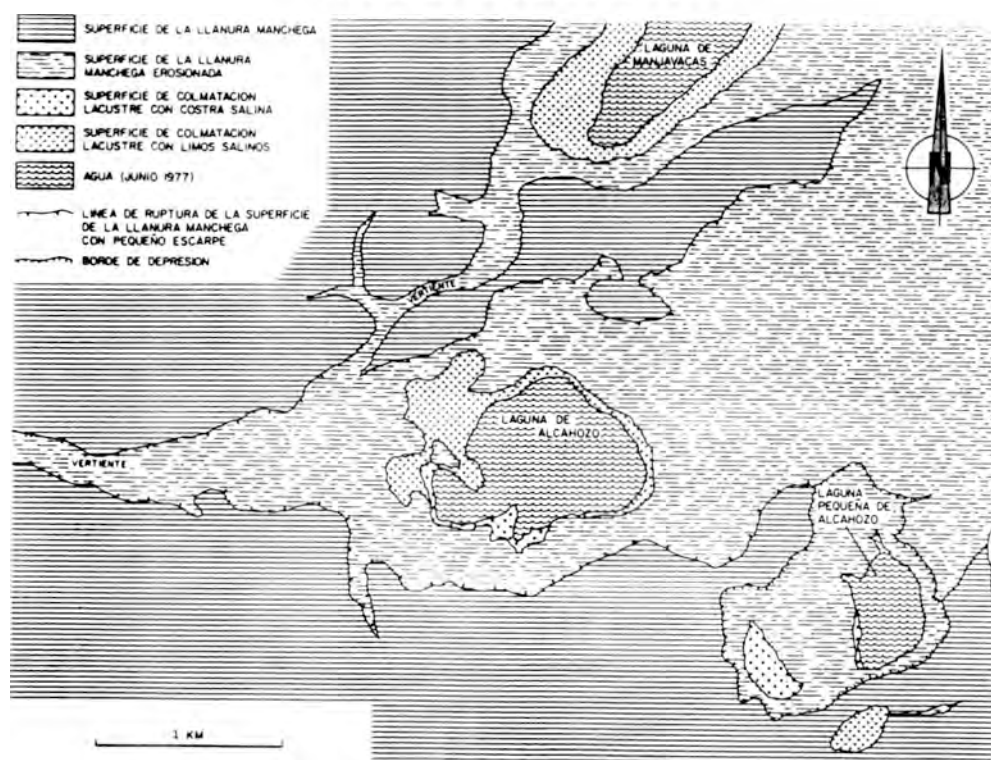 SUPERFICIE DE LA LLANURA MANCHEGA
SUPERFICIE DE LA LLANURA
MANCHEGA EROSIONADA
SUPERFICIE DE COLMATACION
LACUSTRE CON COSTRA SALINA
SUPERFICIE DE COLMATACION
LACUSTRE CON LIMOS SALINOS
AGUA (JUNIO 1977)
LINEA DE RUPTURA DE LA SUPERFICIE
DE LA LLANURA MANCHEGA
CON PEQUEÑO ESCARPE
BORDE DE DEPRESION
LAGUNA DE
MANJAVACAS
VERTIENTE
LAGUNA DE
ALCAHOZO
VERTIENTE
LAGUNA
PEQUEÑA DE
ALCAHOZO
1 KM